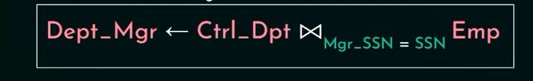 Dept_Mgr ← Ctrl_Dpt ⋈ Mgr_SSN = SSN Emp